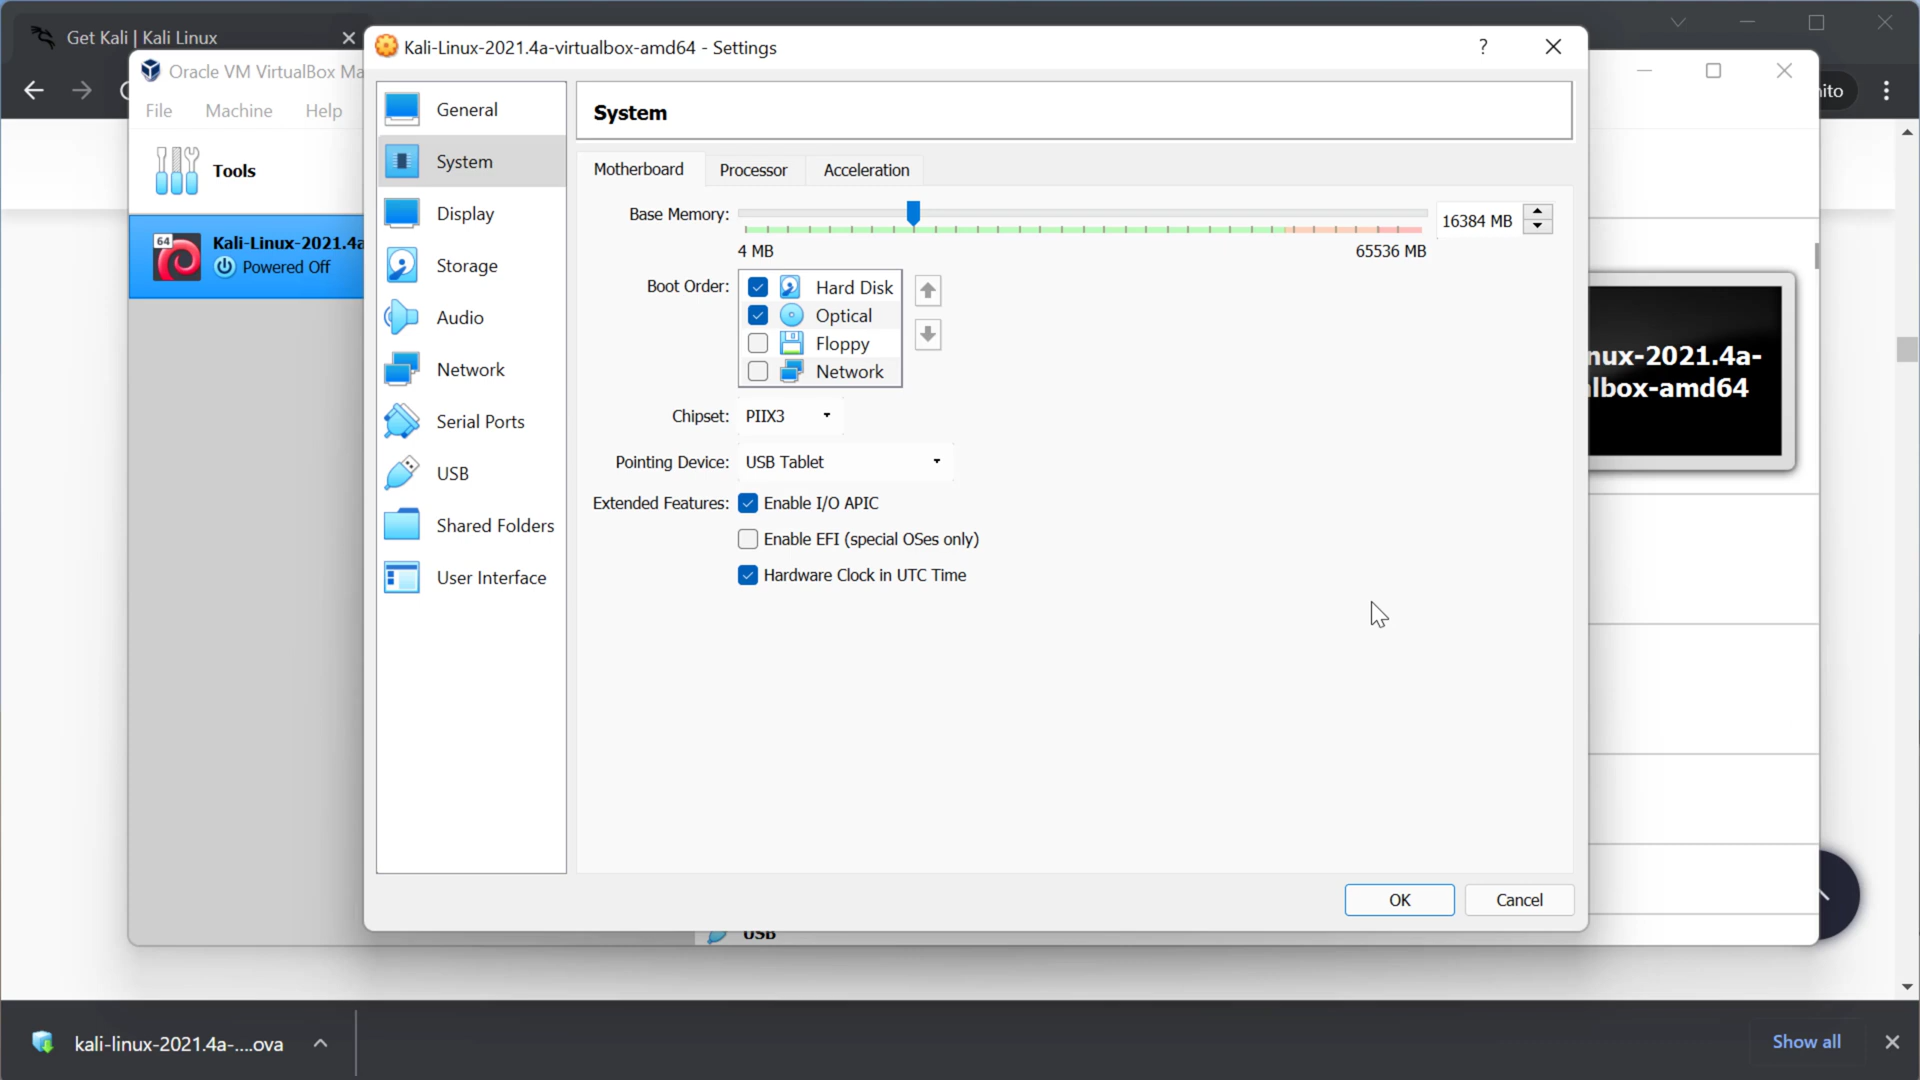 Get Kali | Kali Linux
Kali-Linux-2021.4a-virtualbox-amd64 - Settings
?
Oracle VM VirtualBox Ma
File Machine Help
ito
Tools
64
Kali-Linux-2021.4a
Powered Off
General
System
Display
Storage
Audio
Network
Serial Ports
USB
Shared Folders
User Interface
System
Motherboard Processor Acceleration
Base Memory: 16384 MB
4 MB 65536 MB
Boot Order: Hard Disk
Optical
Floppy
Network
Chipset: PIIX3
Pointing Device: USB Tablet
Extended Features: Enable I/O APIC
Enable EFI (special OSes only)
Hardware Clock in UTC Time
nux-2021.4a-
lbox-amd64
OK Cancel
USB
kali-linux-2021.4a-....ova
Show all